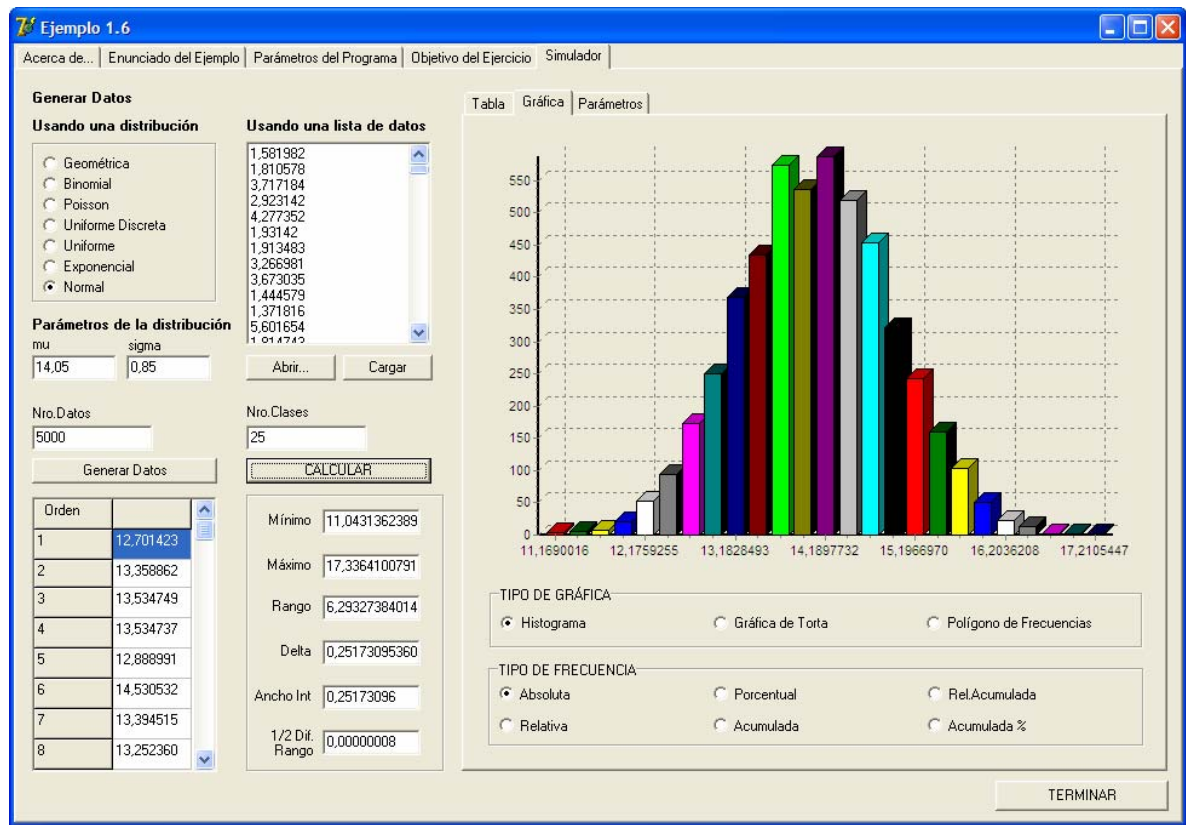 Ejemplo 1.6
Acerca de... Enunciado del Ejemplo Parámetros del Programa Objetivo del Ejercicio Simulador
Generar Datos
Usando una distribución
Geométrica
Binomial
Poisson
Uniforme Discreta
Uniforme
Exponencial
Normal
Parámetros de la distribución
mu sigma
14,05 0,85
Usando una lista de datos
1,581982
1,810578
3,717184
2,923142
4,277352
1,93142
1,913483
3,266981
3,673035
1,444579
1,371816
5,601654
Abrir... Cargar
Nro.Datos Nro.Clases
5000 25
Generar Datos CALCULAR
Orden
1 12,701423
2 13,358862
3 13,534749
4 13,534737
5 12,888991
6 14,530532
7 13,394515
8 13,252360
Mínimo 11,0431362389
Máximo 17,3364100791
Rango 6,29327384014
Delta 0,25173095360
Ancho Int 0,25173096
1/2 Dif. Rango 0,00000008
Tabla Gráfica Parámetros
550
500
450
400
350
300
250
200
150
100
50
0
11,1690016 12,1759255 13,1828493 14,1897732 15,1966970 16,2036208 17,2105447
TIPO DE GRÁFICA
Histograma Gráfica de Torta Polígono de Frecuencias
TIPO DE FRECUENCIA
Absoluta Porcentual Rel.Acumulada
Relativa Acumulada Acumulada %
TERMINAR